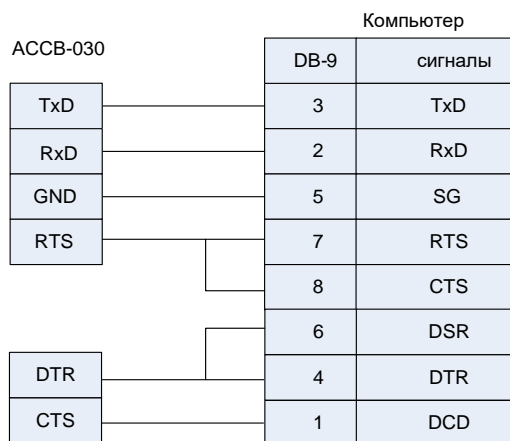 Компьютер
ACCB-030
DB-9 сигналы
TxD 3 TxD
RxD 2 RxD
GND 5 SG
RTS 7 RTS
8 CTS
6 DSR
DTR 4 DTR
CTS 1 DCD